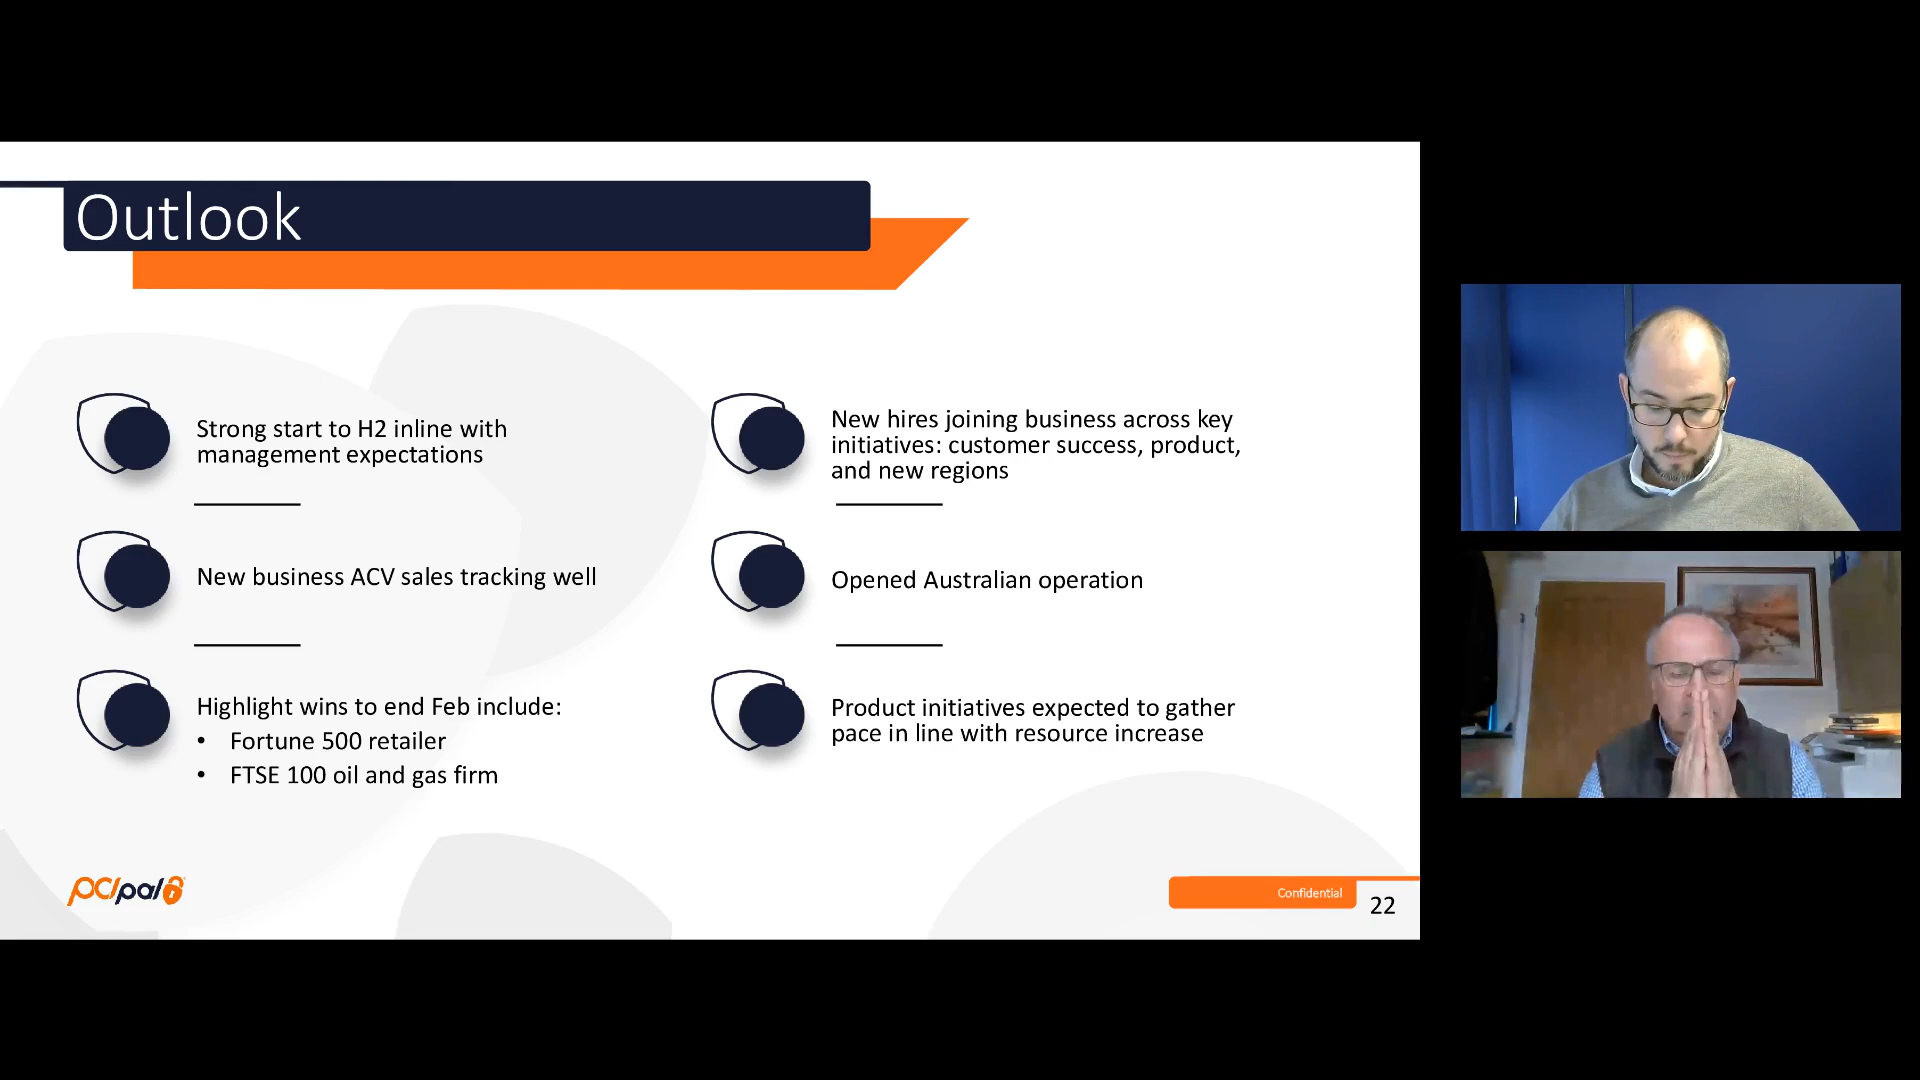 Outlook
Strong start to H2 inline with
management expectations
New business ACV sales tracking well
Highlight wins to end Feb include:
• Fortune 500 retailer
• FTSE 100 oil and gas firm
New hires joining business across key
initiatives: customer success, product,
and new regions
Opened Australian operation
Product initiatives expected to gather
pace in line with resource increase
pcipal
Confidential
22